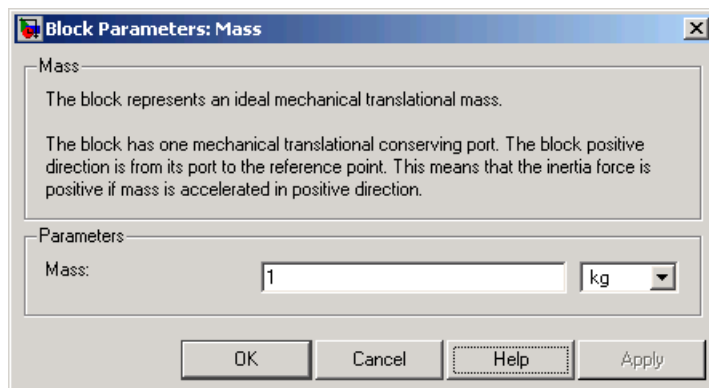 Block Parameters: Mass
Mass
The block represents an ideal mechanical translational mass.
The block has one mechanical translational conserving port. The block positive
direction is from its port to the reference point. This means that the inertia force is
positive if mass is accelerated in positive direction.
Parameters
Mass:
1
kg
OK
Cancel
Help
Apply